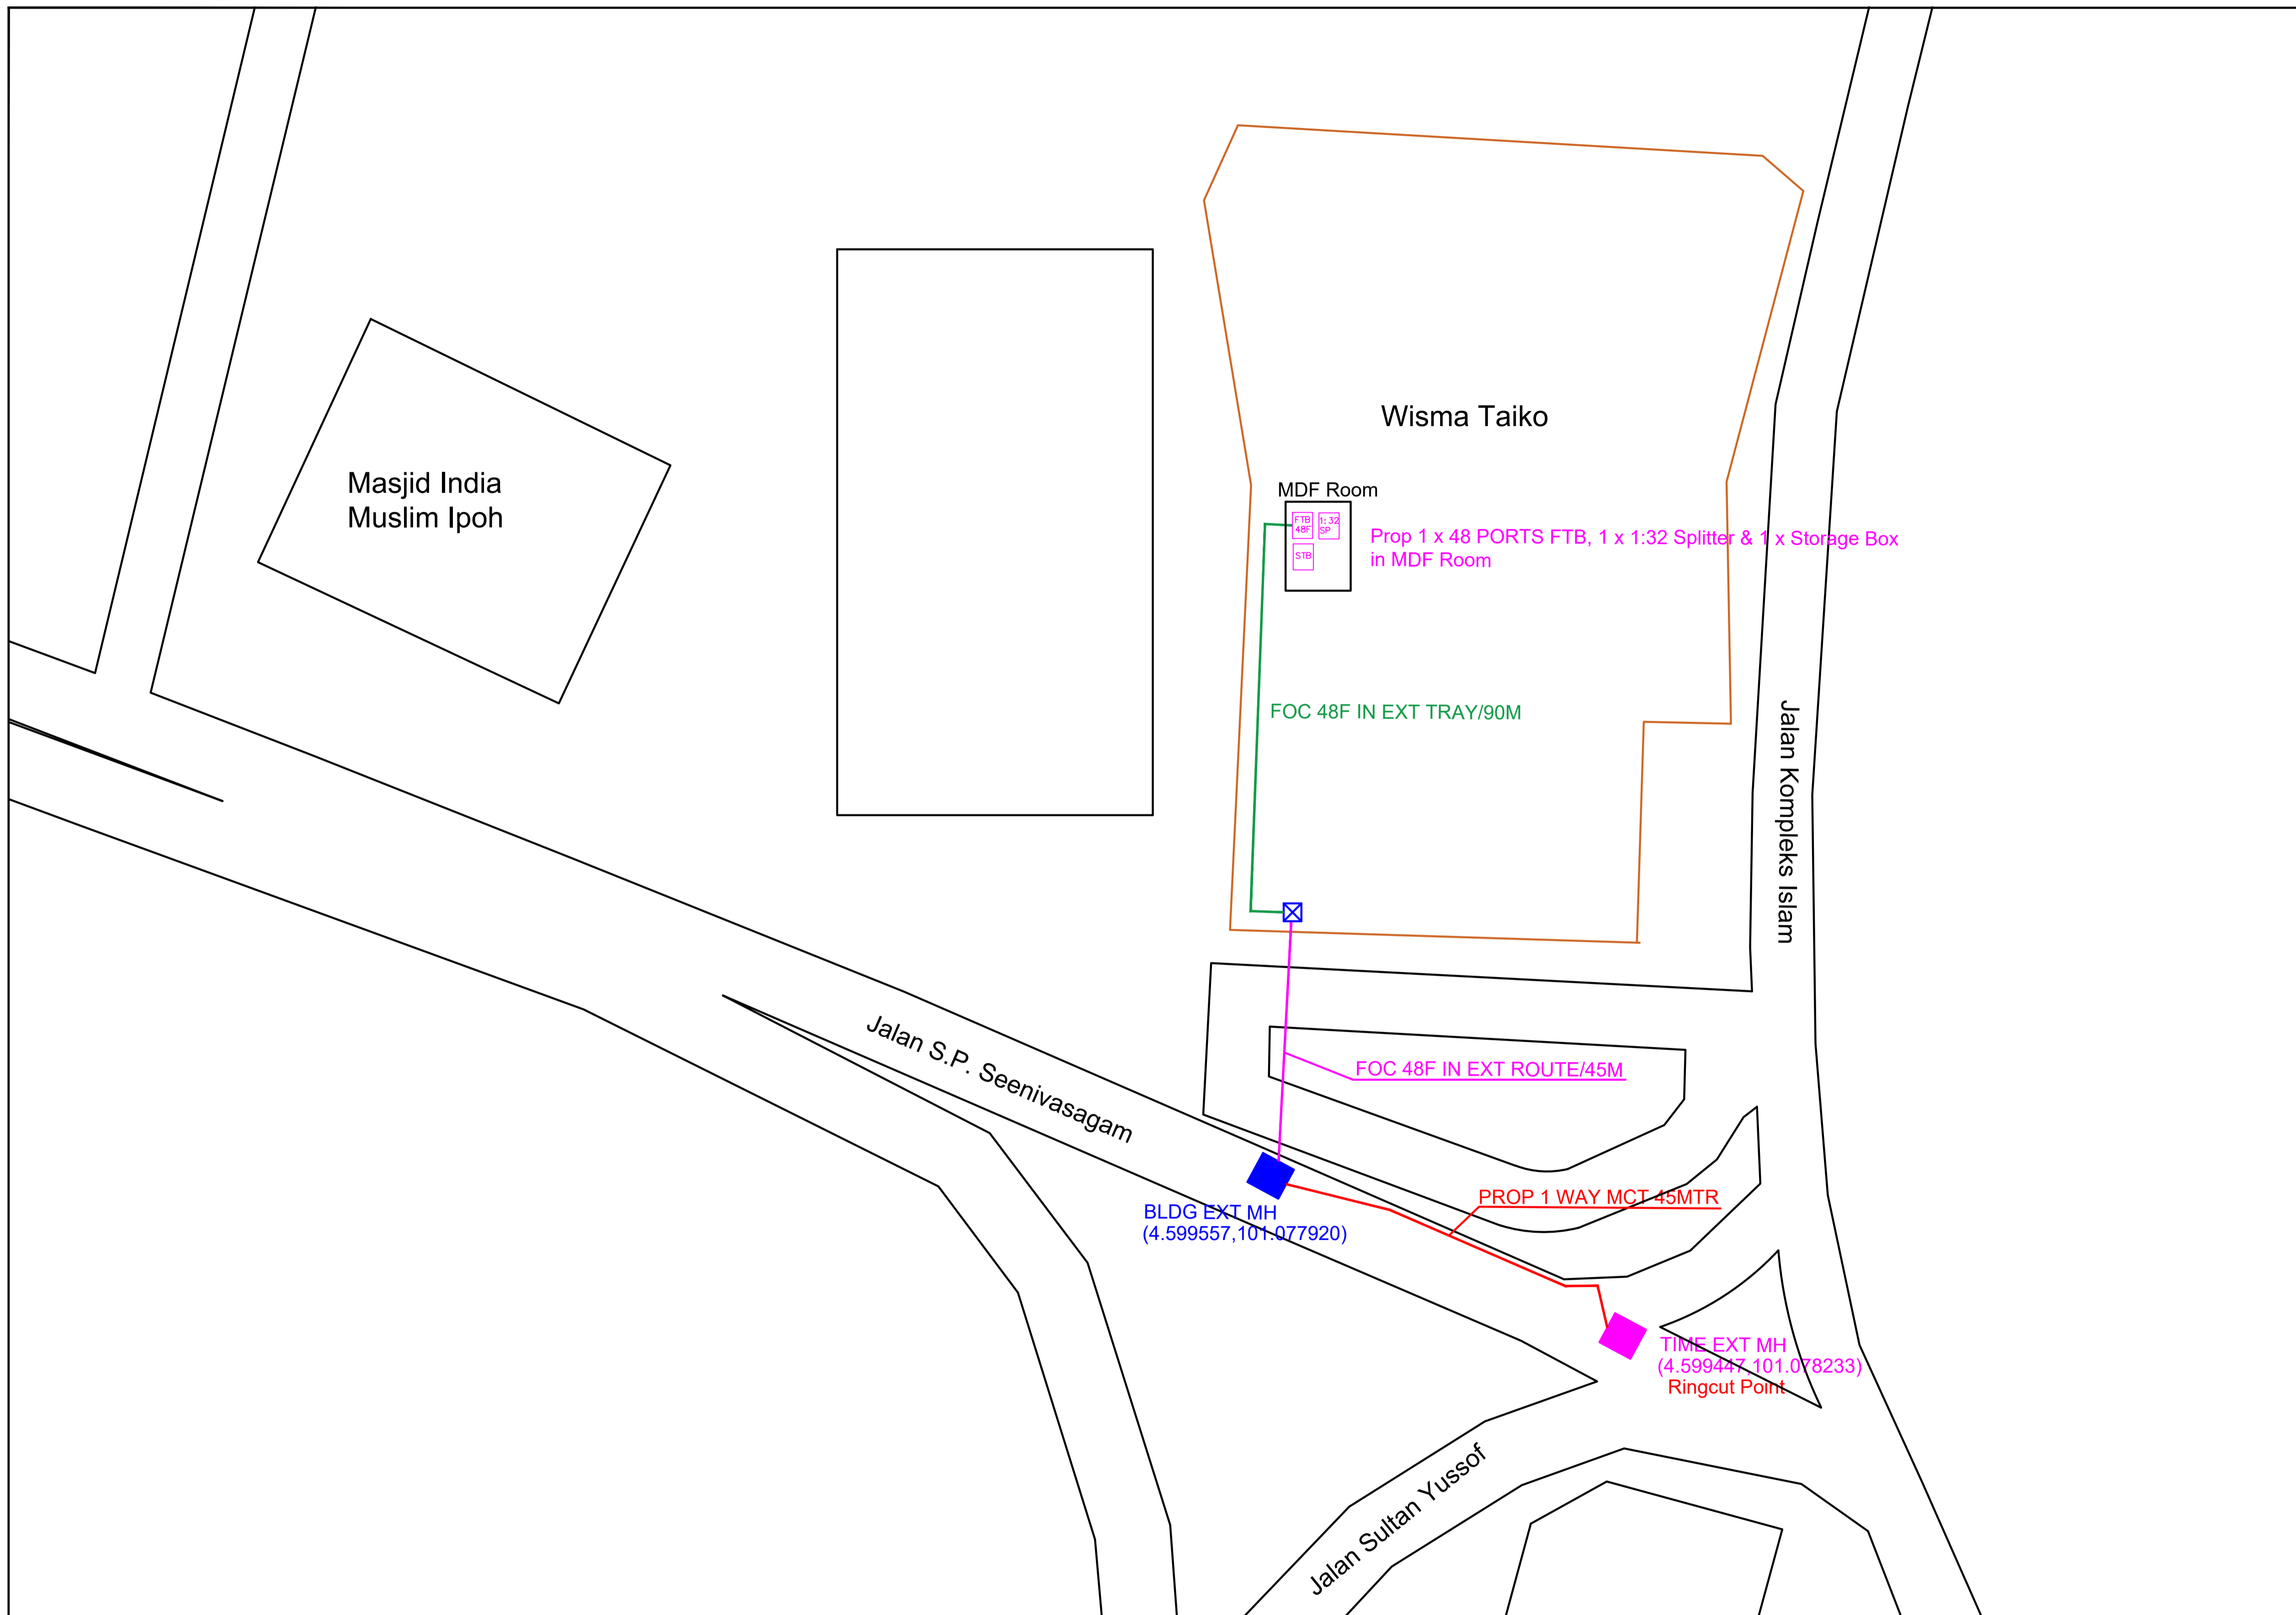 Wisma Taiko
Masjid India
Muslim Ipoh
MDF Room
FTB
48F
1:32
SP
STB
Prop 1 x 48 PORTS FTB, 1 x 1:32 Splitter & 1 x Storage Box
in MDF Room
FOC 48F IN EXT TRAY/90M
Jalan Kompleks Islam
Jalan S.P. Seenivasagam
FOC 48F IN EXT ROUTE/45M
PROP 1 WAY MCT 45MTR
BLDG EXT MH
(4.599557,101.077920)
TIME EXT MH
(4.599447,101.078233)
Ringcut Point
Jalan Sultan Yussof